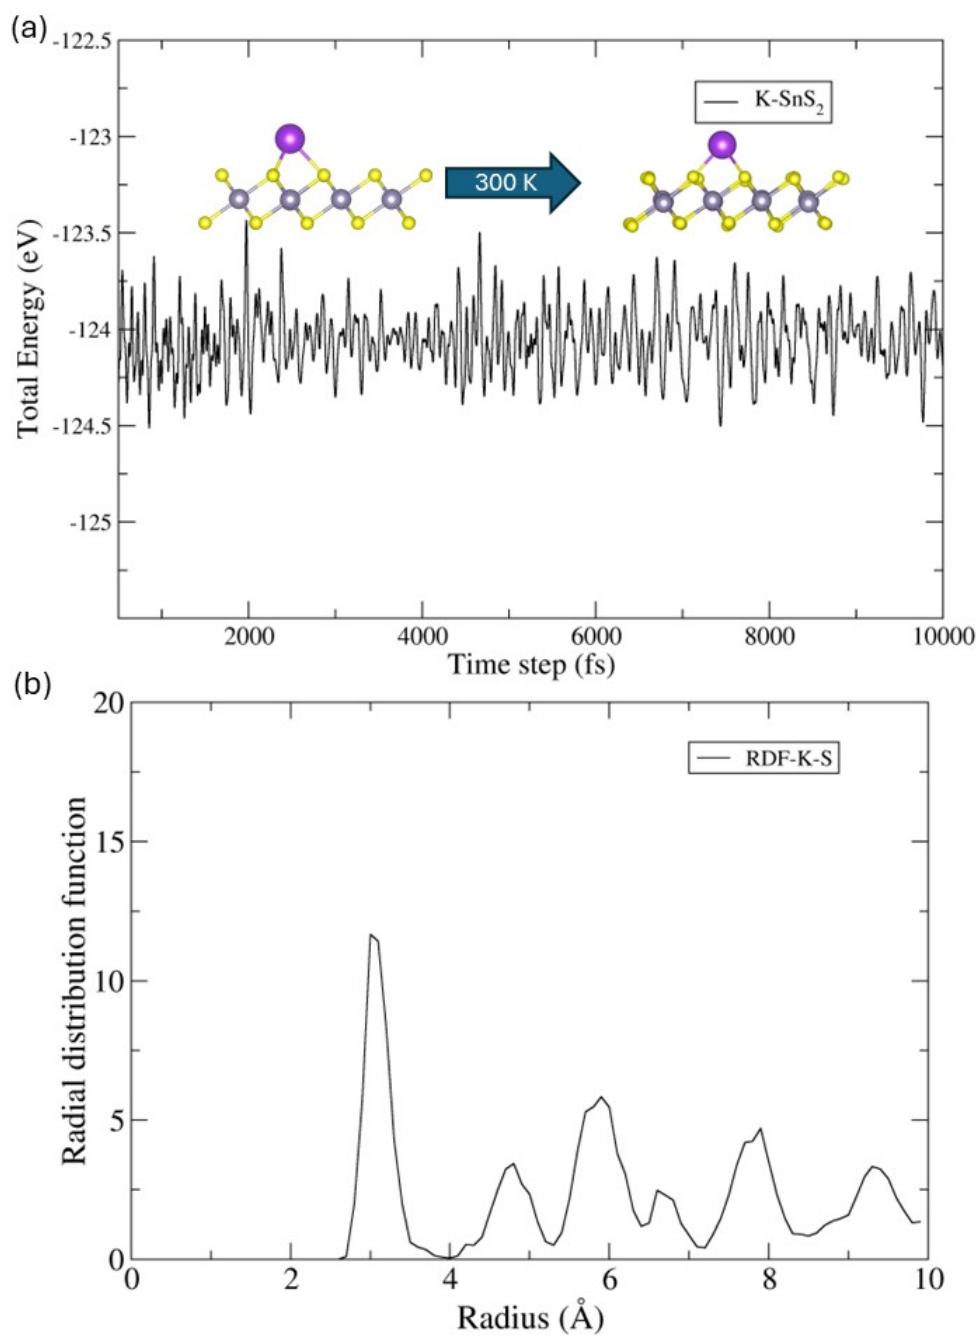 (a)
-122.5
-123
-123.5
-124
-124.5
-125
Total Energy (eV)
K-SnS₂
300 K
2000 4000 6000 8000 10000
Time step (fs)
(b)
20
15
10
5
0
Radial distribution function
RDF-K-S
0 2 4 6 8 10
Radius (Å)